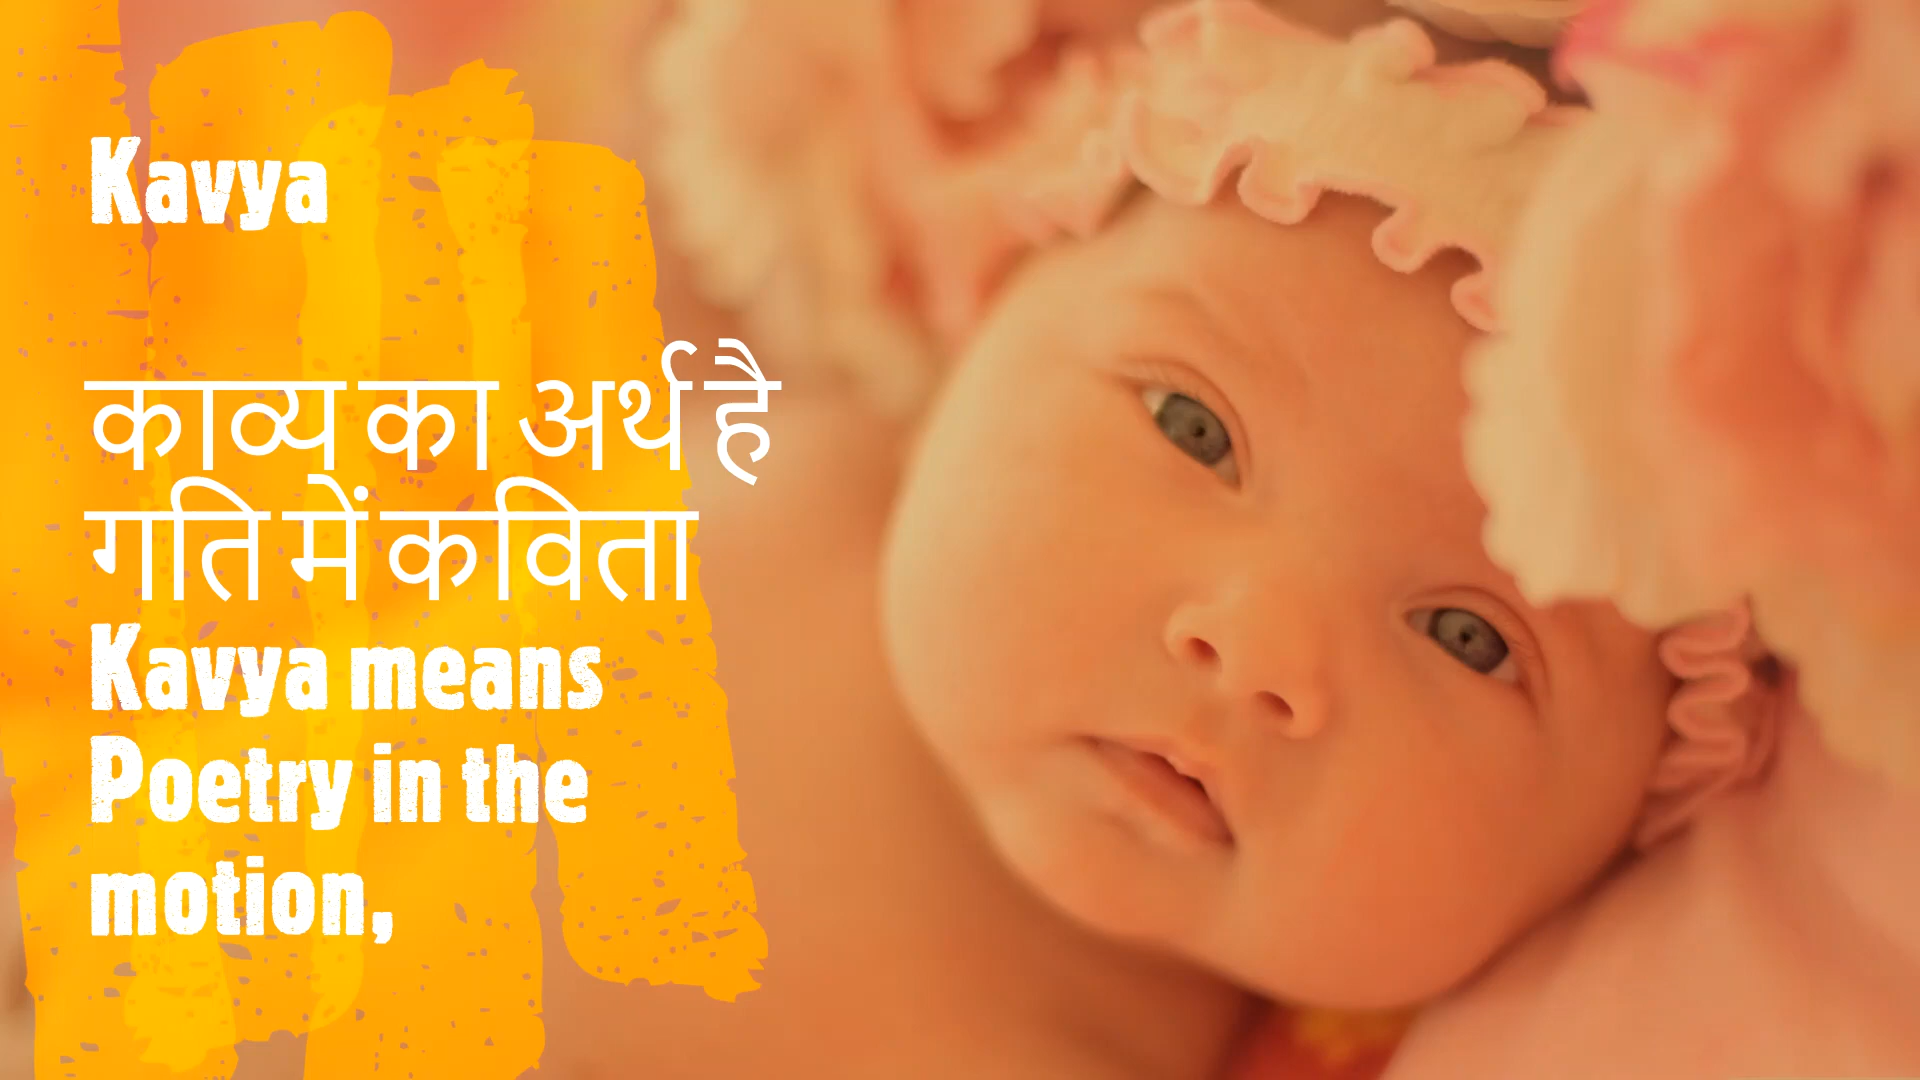 Kavya
काव्य का अर्थ है
गति में कविता
Kavya means
Poetry in the
motion,